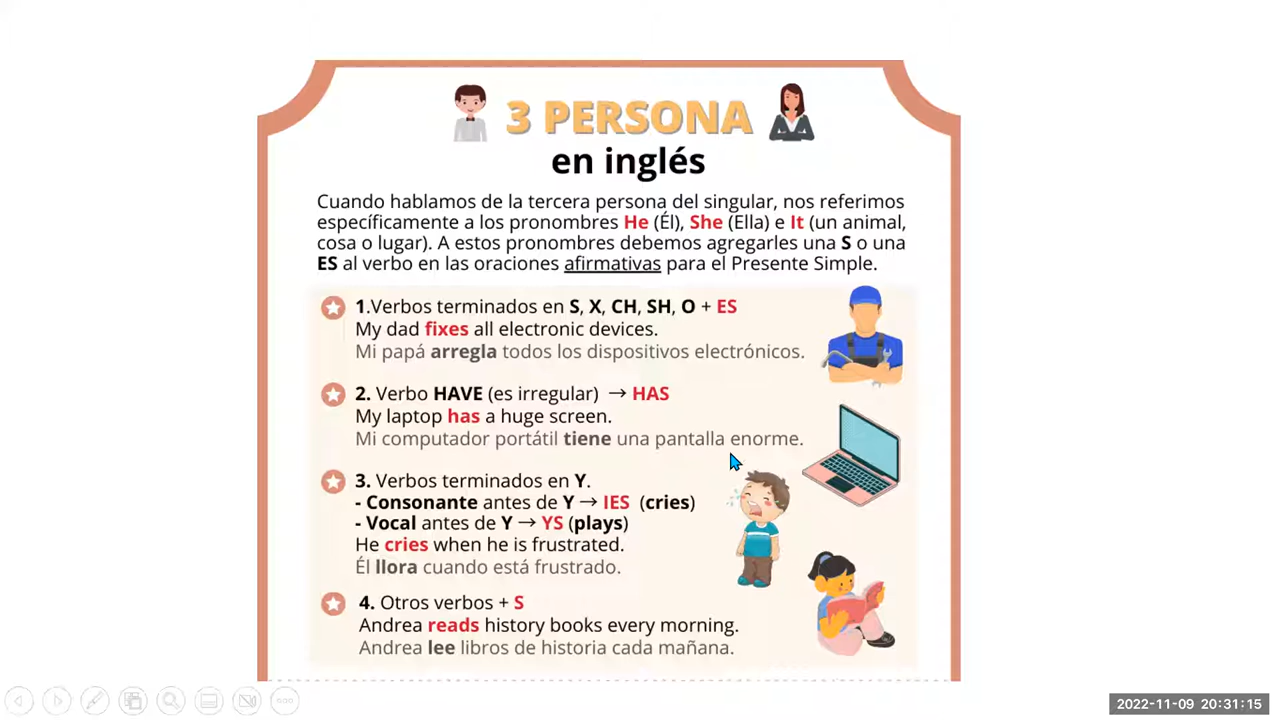 3 PERSONA
en inglés
Cuando hablamos de la tercera persona del singular, nos referimos
específicamente a los pronombres He (Él), She (Ella) e It (un animal,
cosa o lugar). A estos pronombres debemos agregarles una S o una
ES al verbo en las oraciones afirmativas para el Presente Simple.
1.Verbos terminados en S, X, CH, SH, O + ES
My dad fixes all electronic devices.
Mi papá arregla todos los dispositivos electrónicos.
2. Verbo HAVE (es irregular) → HAS
My laptop has a huge screen.
Mi computador portátil tiene una pantalla enorme.
3. Verbos terminados en Y.
- Consonante antes de Y → IES (cries)
- Vocal antes de Y → YS (plays)
He cries when he is frustrated.
Él llora cuando está frustrado.
4. Otros verbos + S
Andrea reads history books every morning.
Andrea lee libros de historia cada mañana.
2022-11-09 20:31:15